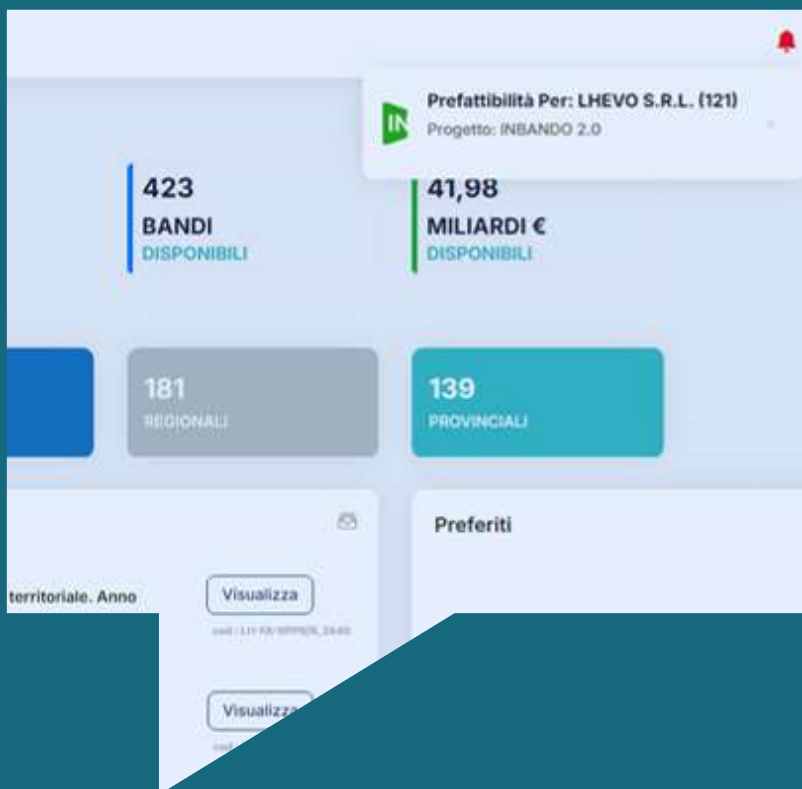 Prefattibilità Per: LHEVO S.R.L. (121)
IN
Progetto: INBANDO 2.0
423
BANDI
DISPONIBILI
41,98
MILIARDI €
DISPONIBILI
181
REGIONALI
139
PROVINCIALI
Preferiti
territoriale. Anno
Visualizza
Visualizza